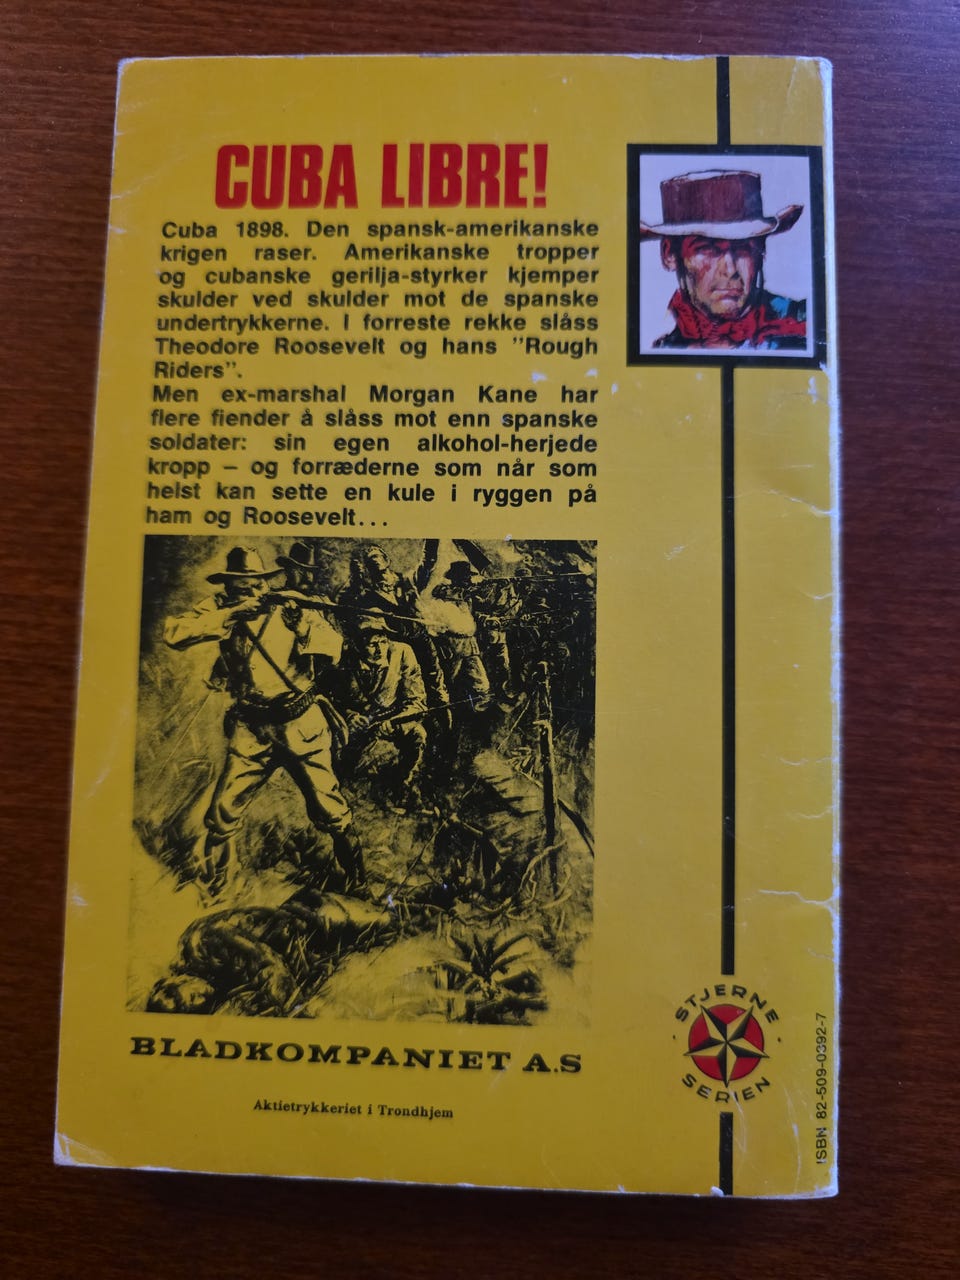 CUBA LIBRE!
Cuba 1898. Den spansk-amerikanske
krigen raser. Amerikanske tropper
og cubanske gerilja-styrker kjemper
skulder ved skulder mot de spanske
undertrykkerne. I forreste rekke slåss
Theodore Roosevelt og hans "Rough
Riders".
Men ex-marshal Morgan Kane har
flere fiender å slåss mot enn spanske
soldater: sin egen alkohol-herjede
kropp – og forræderne som når som
helst kan sette en kule i ryggen på
ham og Roosevelt...
BLADKOMPANIET A.S
Aktietrykkeriet i Trondhjem
STJERNE
SERIEN
ISBN 82-509-0392-7